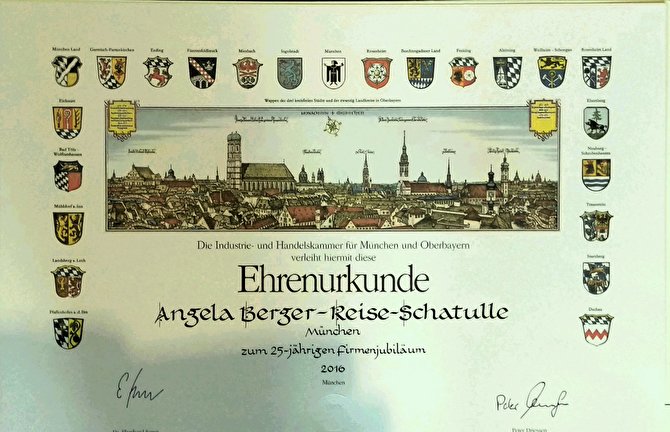 München Land Garmisch-Partenkirchen Erding Fürstenfeldbruck Miesbach Ingolstadt München Rosenheim Berchtesgadener Land Freising Altötting Weilheim - Schongau Rosenheim Land
Eichstaett Ebersberg
Wappen der drei kreisfreien Städte und der zwanzig Landkreise in Oberbayern
Bad Tölz Wolfratshausen
Neuburg - Schrobenhausen
Mühldorf a. Inn
Traunstein
Landsberg a. Lech
Starnberg
Pfaffenhofen a. d. Ilm
Dachau
Die Industrie- und Handelskammer für München und Oberbayern
verleiht hiermit diese
Ehrenurkunde
Angela Berger-Reise-Schatulle
München
zum 25-jährigen Firmenjubiläum
2016
München
Peter Driessen